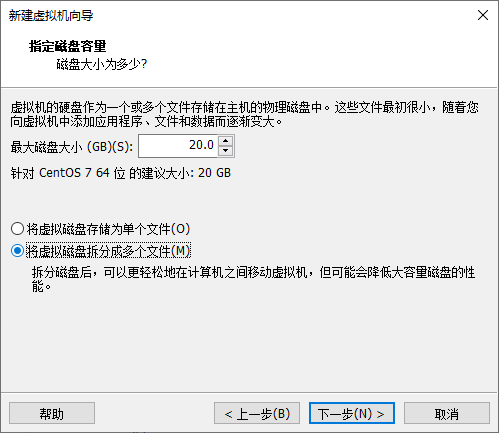 新建虚拟机向导
指定磁盘容量
磁盘大小为多少?
虚拟机的硬盘作为一个或多个文件存储在主机的物理磁盘中。这些文件最初很小，随着您
向虚拟机中添加应用程序、文件和数据而逐渐变大。
最大磁盘大小 (GB)(S): 20.0
针对 CentOS 7 64 位 的建议大小: 20 GB
将虚拟磁盘存储为单个文件(O)
将虚拟磁盘拆分成多个文件(M)
拆分磁盘后，可以更轻松地在计算机之间移动虚拟机，但可能会降低大容量磁盘的性
能。
帮助 < 上一步(B) 下一步(N) > 取消